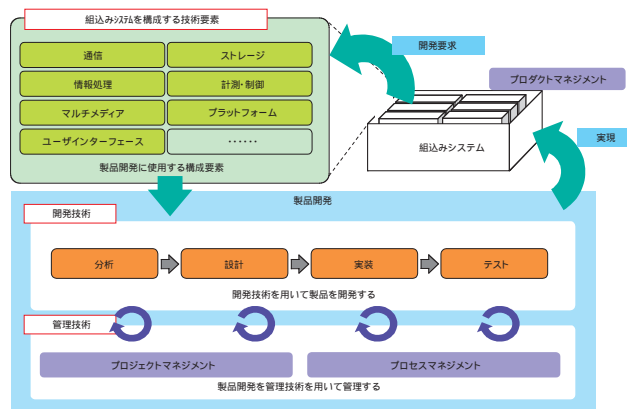 組込みシステムを構成する技術要素
開発要求
通信
ストレージ
情報処理
計測・制御
プロダクトマネジメント
マルチメディア
プラットフォーム
ユーザインターフェース
……
組込みシステム
実現
製品開発に使用する構成要素
製品開発
開発技術
分析
設計
実装
テスト
開発技術を用いて製品を開発する
管理技術
プロジェクトマネジメント
プロセスマネジメント
製品開発を管理技術を用いて管理する